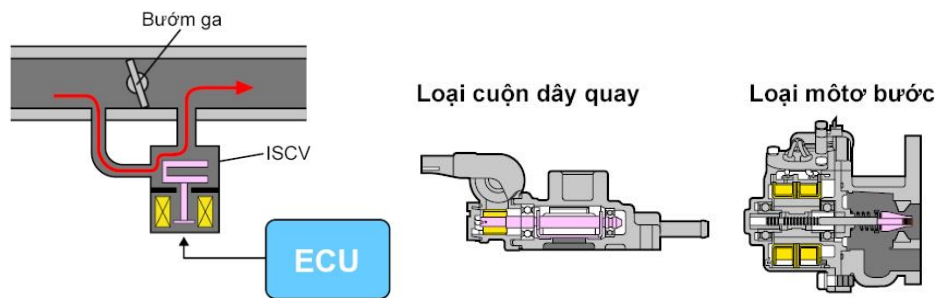 Bướm ga
ISCV
ECU
Loại cuộn dây quay
Loại môtơ bước